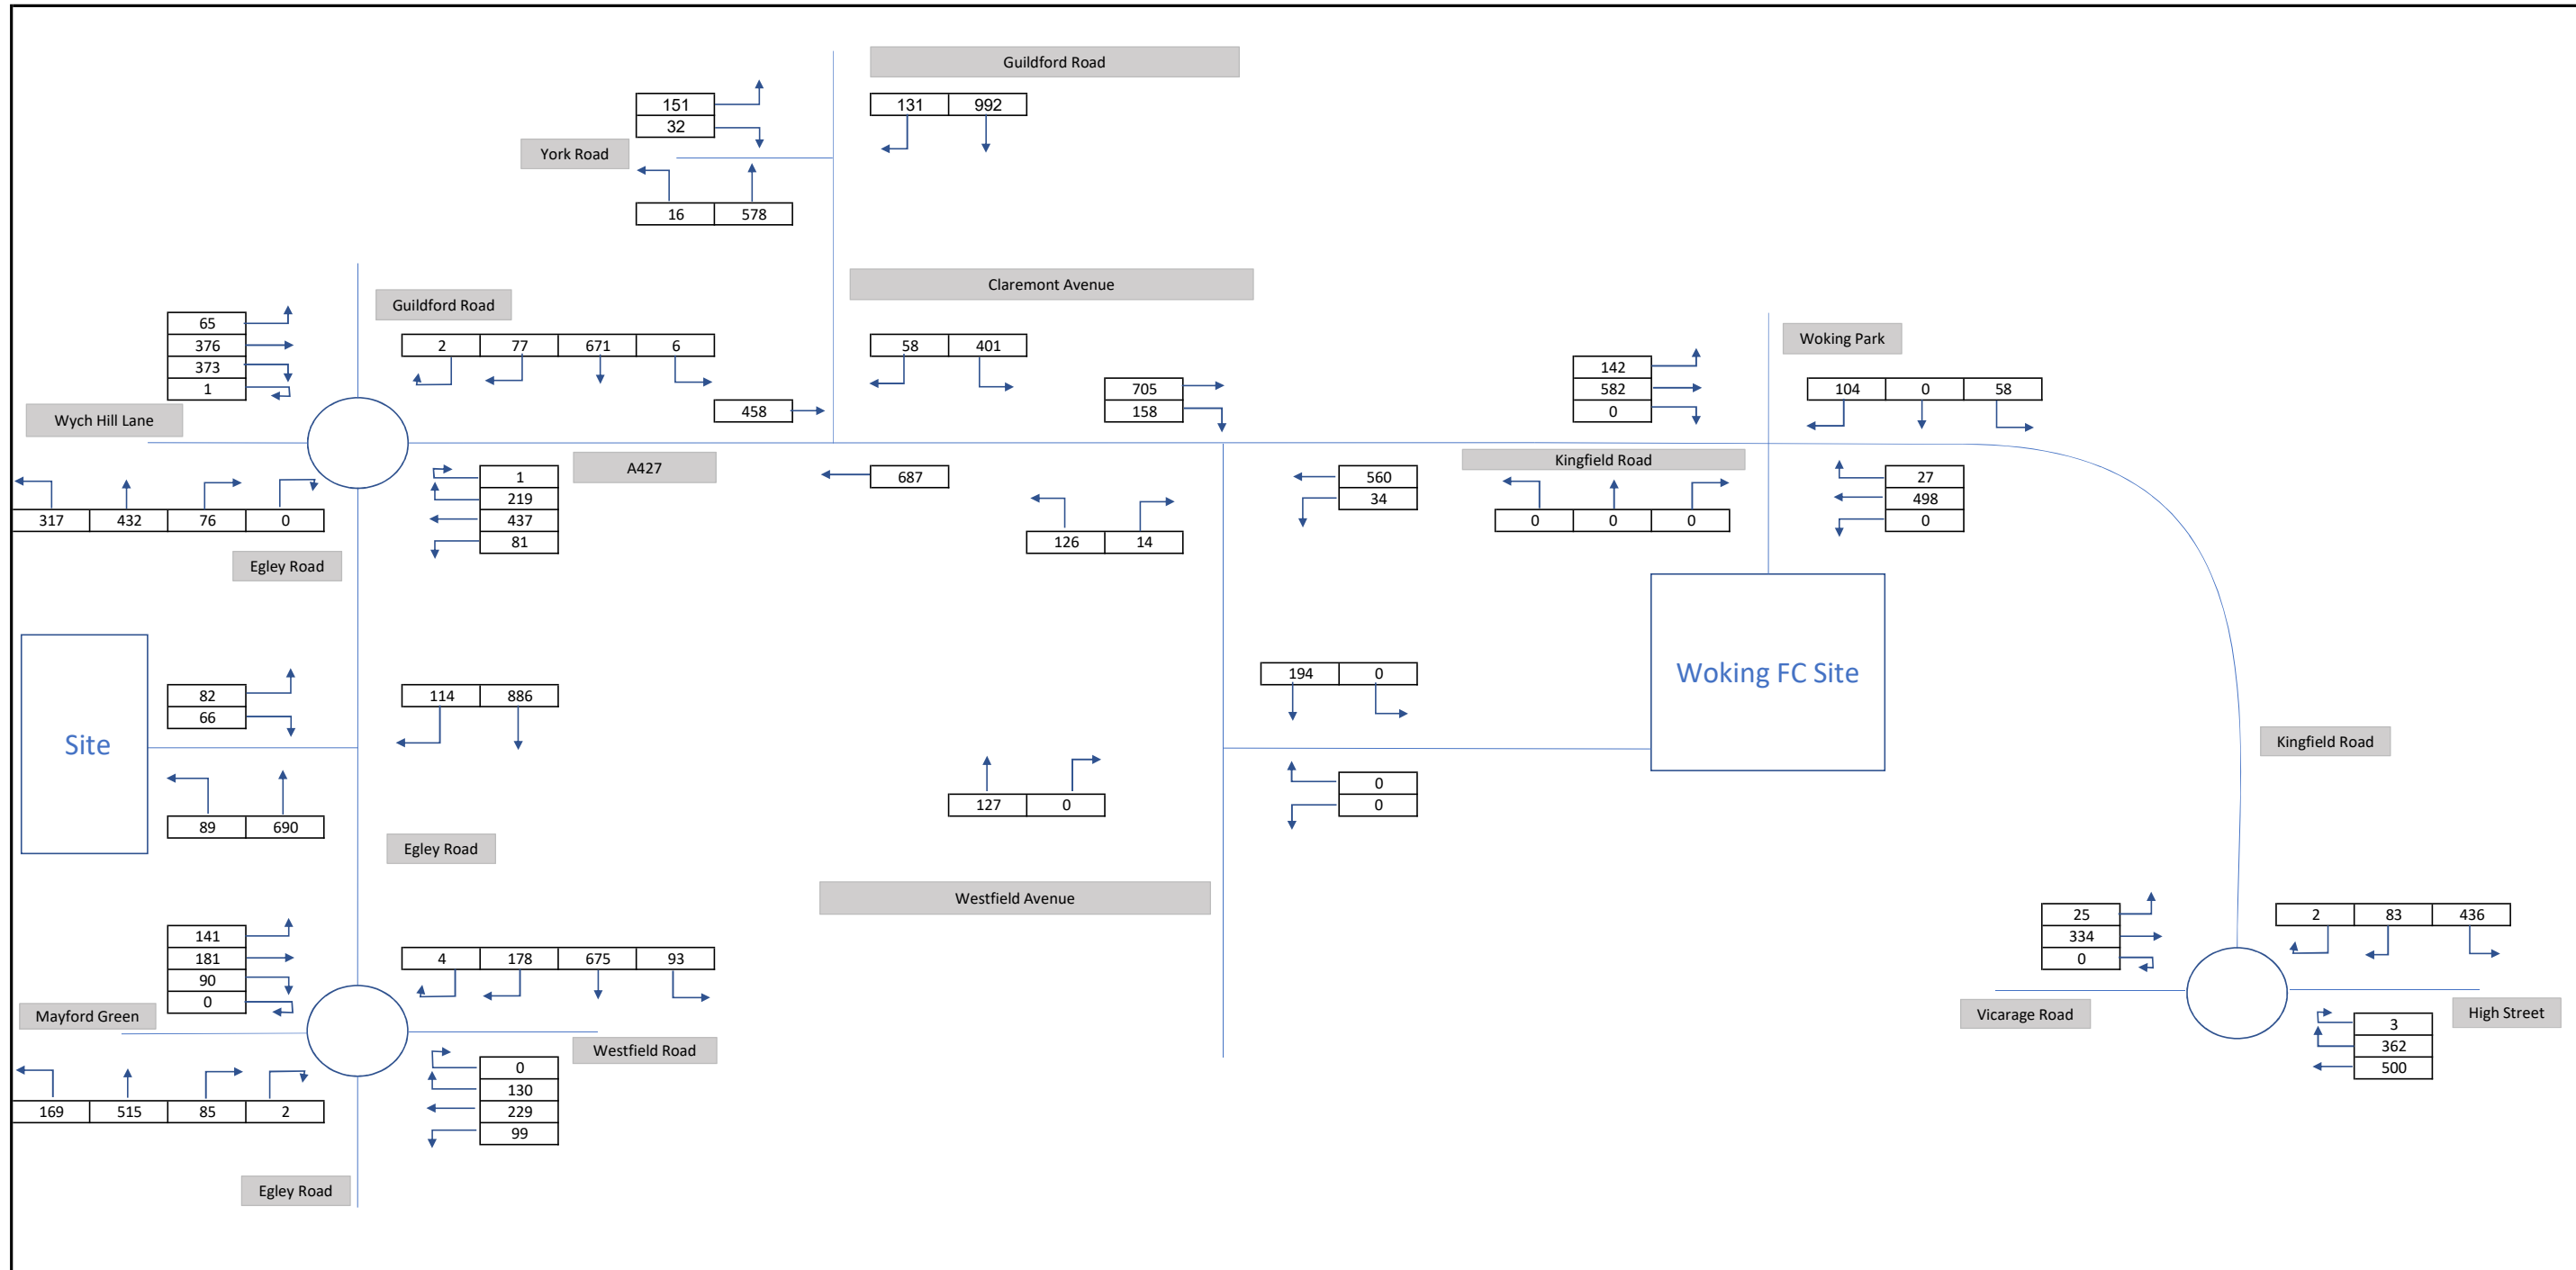 Guildford Road
151
131 992
32
York Road
16 578
Claremont Avenue
Guildford Road
65
376
373
1
2 77 671 6
58 401
Woking Park
142
582
0
705
158
104 0 58
458
Wych Hill Lane
A427
687
Kingfield Road
1
219
437
81
560
34
27
498
0
317 432 76 0
0 0 0
126 14
Egley Road
Site
82
66
114 886
194 0
Woking FC Site
Kingfield Road
0
0
127 0
89 690
Egley Road
Westfield Avenue
25
334
0
2 83 436
141
181
90
0
4 178 675 93
Mayford Green
Vicarage Road
High Street
3
362
500
Westfield Road
0
130
229
99
169 515 85 2
Egley Road